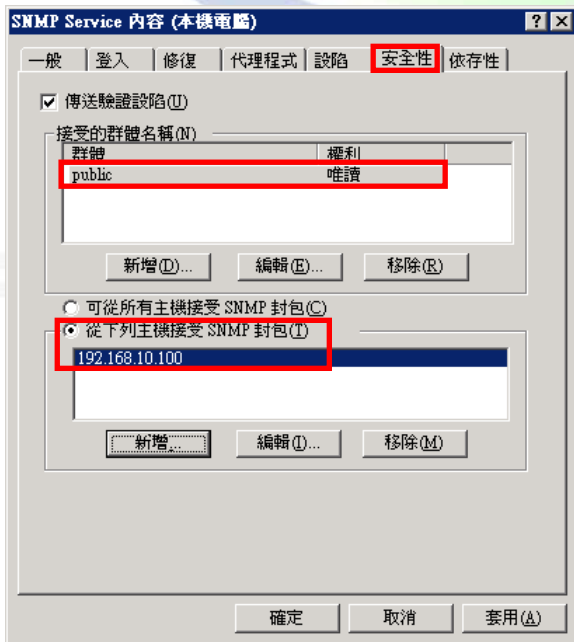 SNMP Service 內容 (本機電腦)
一般 登入 修復 代理程式 設陷 安全性 依存性
傳送驗證設陷(U)
接受的群體名稱(N)
群體 權利
public 唯讀
新增(D)... 編輯(E)... 移除(R)
可從所有主機接受 SNMP 封包(C)
從下列主機接受 SNMP 封包(T)
192.168.10.100
新增... 編輯(I)... 移除(M)
確定 取消 套用(A)